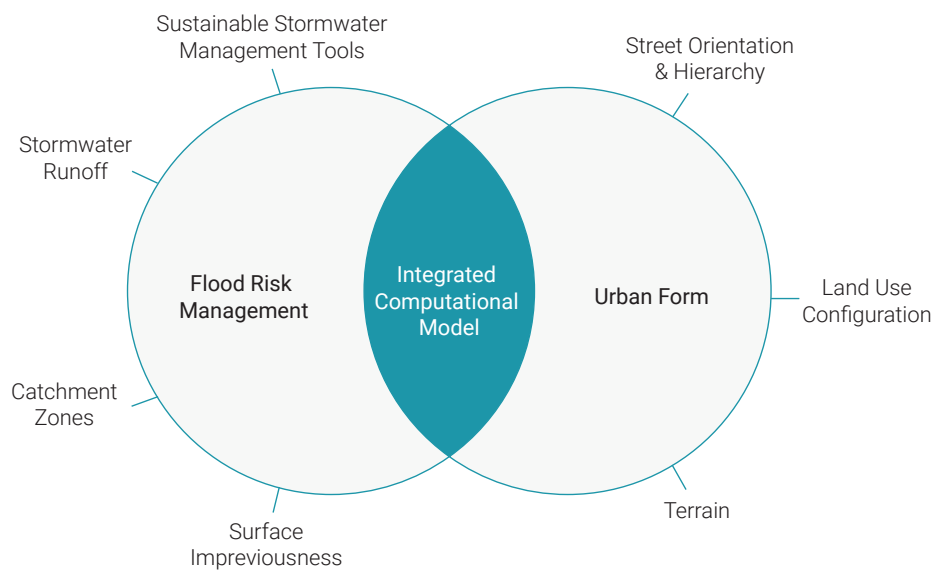 Sustainable Stormwater
Management Tools
Street Orientation
& Hierarchy
Stormwater
Runoff
Flood Risk
Management
Integrated
Computational
Model
Urban Form
Land Use
Configuration
Catchment
Zones
Terrain
Surface
Impreviousness